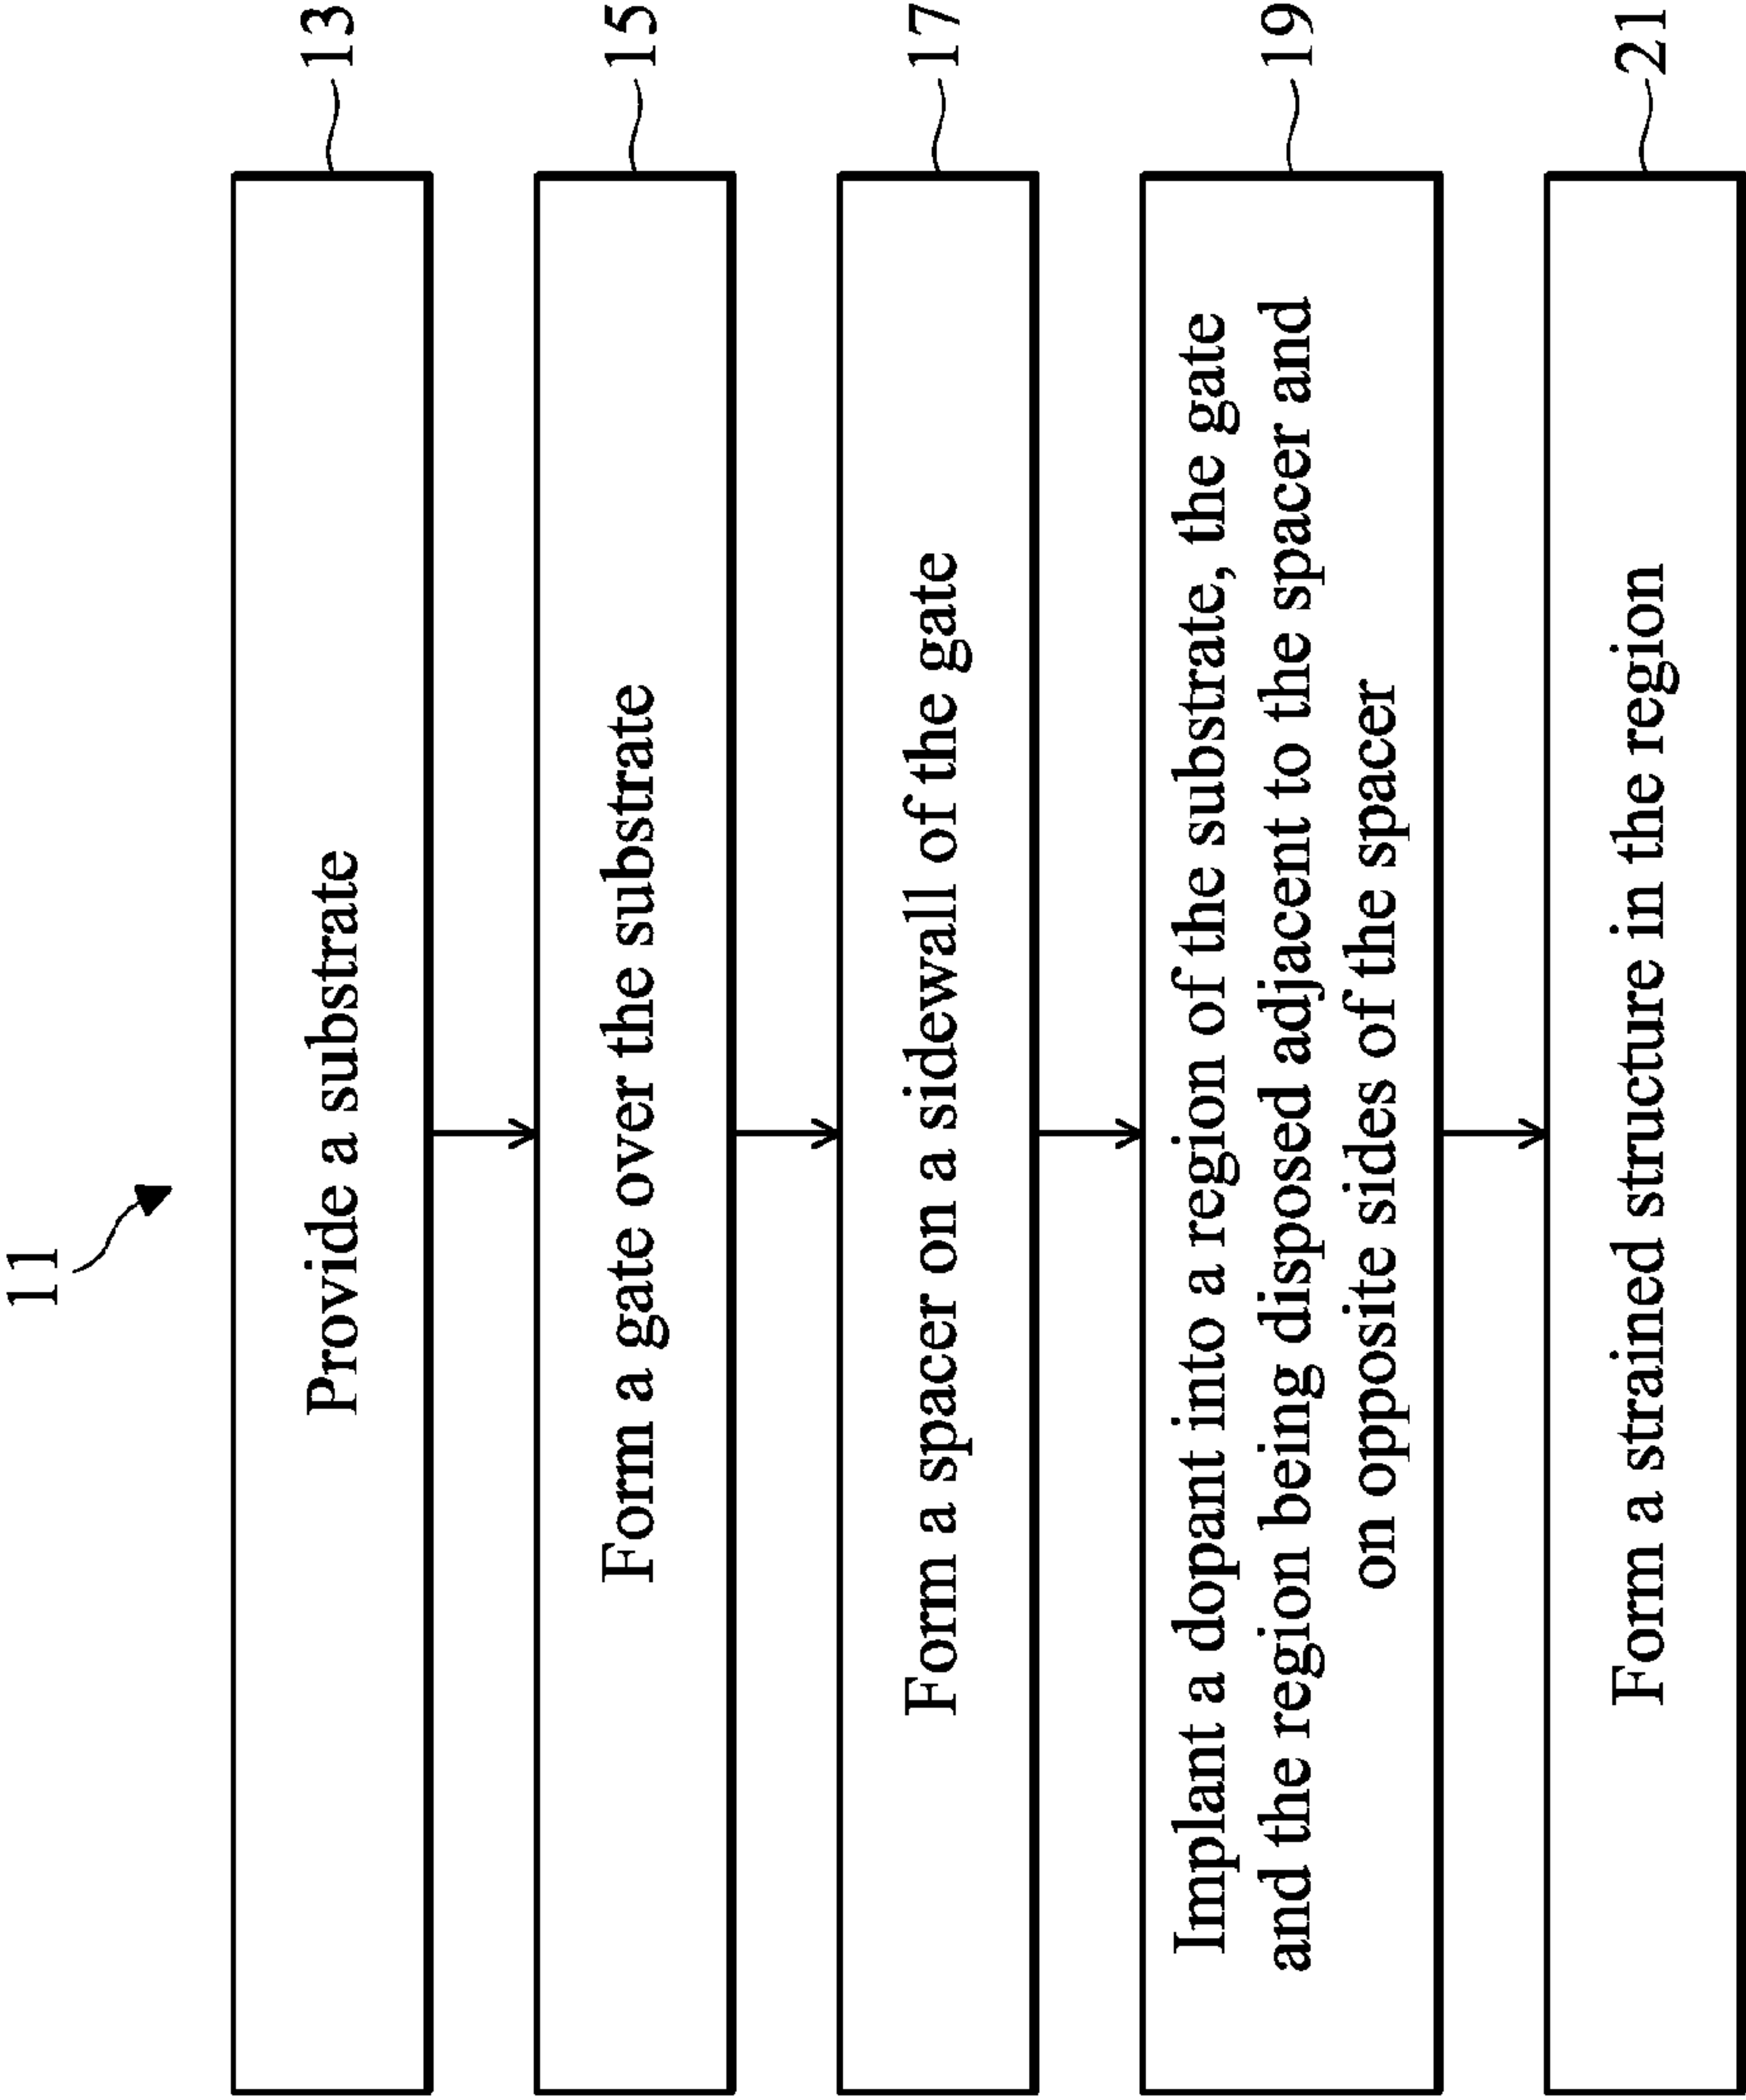 11
Provide a substrate
13
Form a gate over the substrate
15
Form a spacer on a sidewall of the gate
17
Implant a dopant into a region of the substrate, the gate
and the region being disposed adjacent to the spacer and
on opposite sides of the spacer
19
Form a strained structure in the region
21